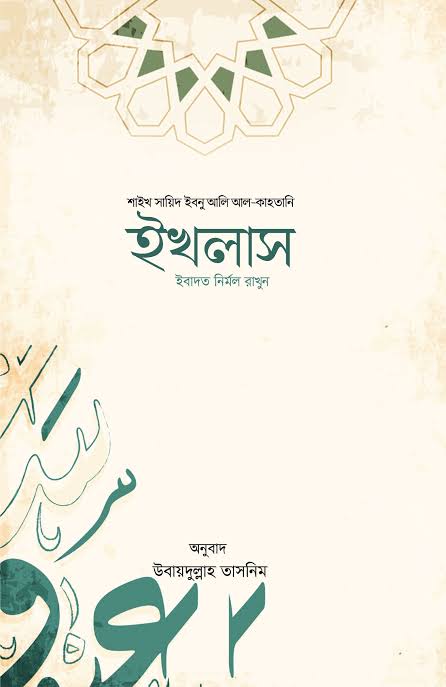 শাইখ সায়িদ ইবনু আলি আল-কাহতানি
ইখলাস
ইবাদত নির্মল রাখুন
অনুবাদ
উবায়দুল্লাহ তাসনিম